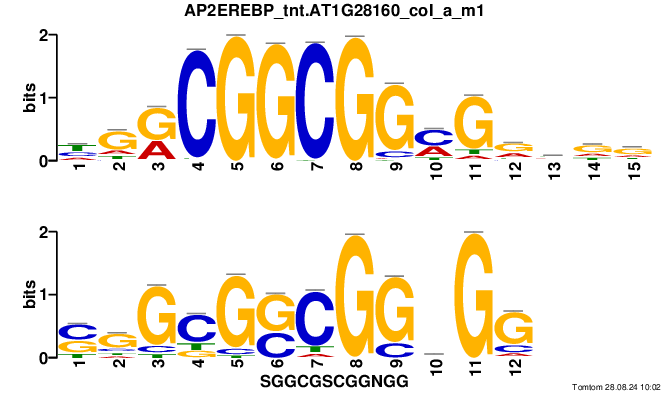 AP2EREBP_tnt.AT1G28160_col_a_m1
2
bits
1
0
1 2 3 4 5 6 7 8 9 10 11 12 13 14 15
2
bits
1
0
1 2 3 4 5 6 7 8 9 10 11 12
SGGCGSCGGNGG
Tomtom 28.08.24 10:02